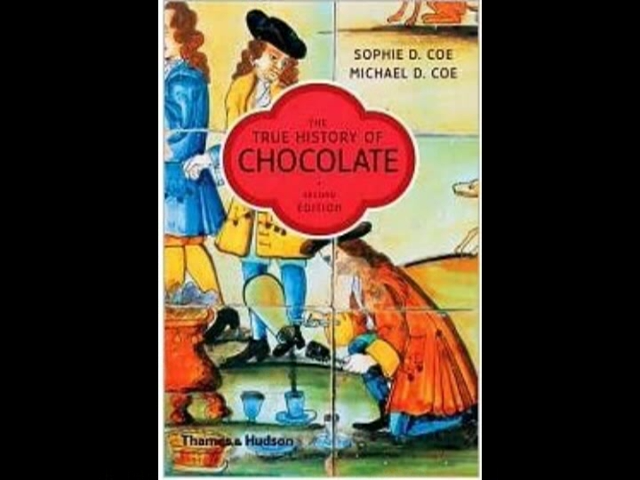 SOPHIE D. COE
MICHAEL D. COE
THE
TRUE HISTORY OF
CHOCOLATE
SECOND
EDITION
Thames & Hudson